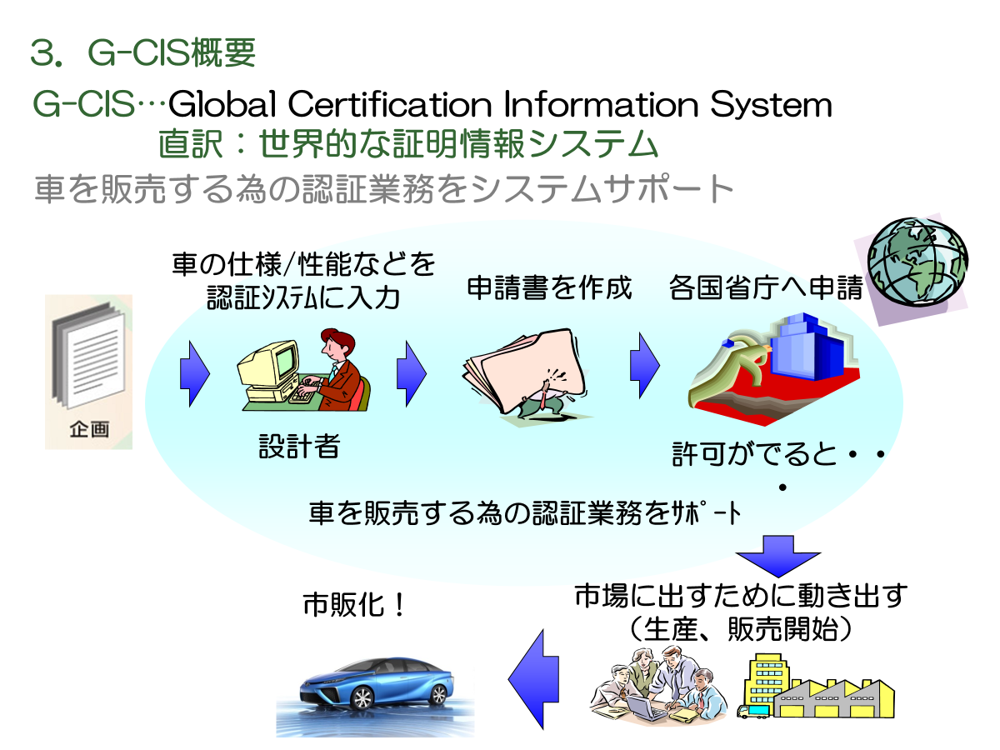 3．G-CIS概要
G-CIS…Global Certification Information System
直訳：世界的な証明情報システム
車を販売する為の認証業務をシステムサポート
車の仕様/性能などを
認証ｼｽﾃﾑに入力
申請書を作成
各国省庁へ申請
企画
設計者
許可がでると・・
・
車を販売する為の認証業務をｻﾎﾟｰﾄ
市場に出すために動き出す
（生産、販売開始）
市販化！